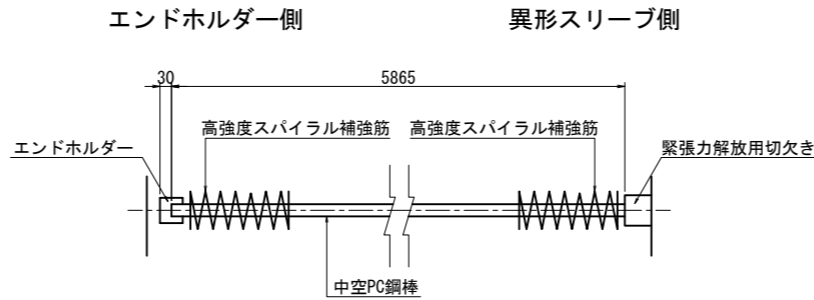 エンドホルダー側
異形スリーブ側
30
5865
高強度スパイラル補強筋
高強度スパイラル補強筋
エンドホルダー
緊張力解放用切欠き
中空PC鋼棒